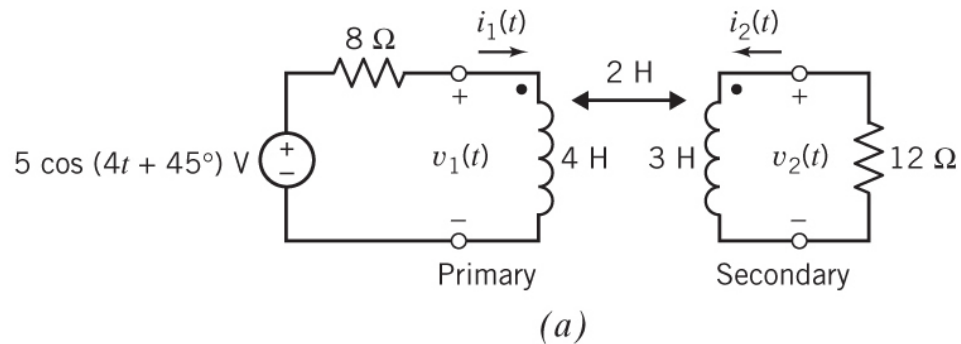 8 Ω
i₁(t)
i₂(t)
2 H
+
+
+
−
5 cos (4t + 45°) V
v₁(t)
4 H
3 H
v₂(t)
12 Ω
−
−
Primary
Secondary
(a)